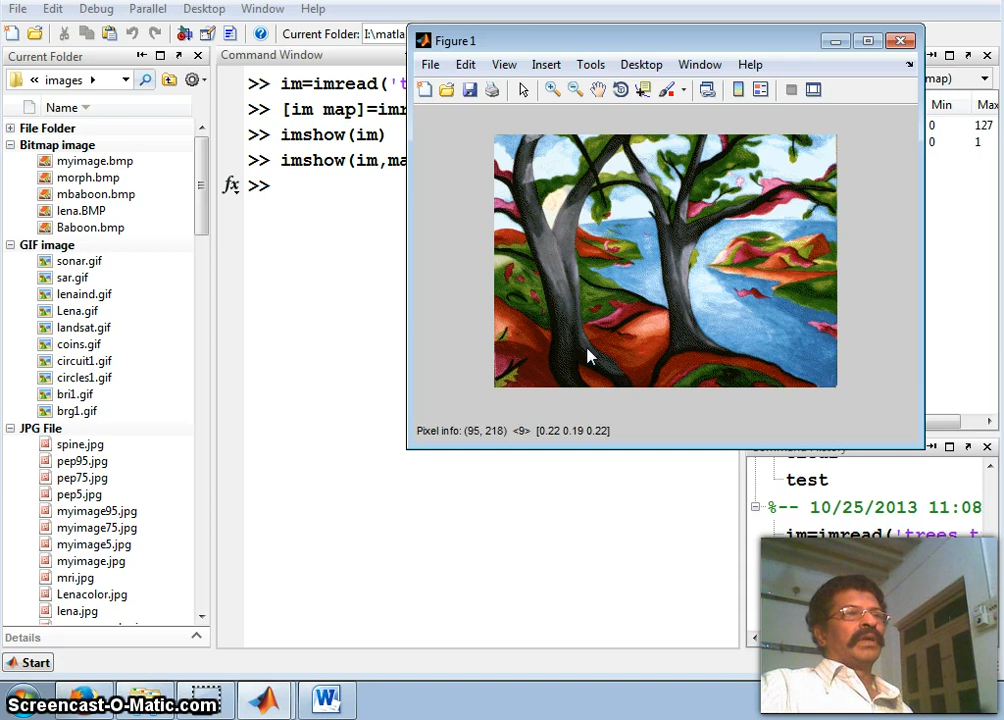 File Edit Debug Parallel Desktop Window Help
Current Folder: I:\matla
Current Folder
« images
Name
File Folder
Bitmap image
myimage.bmp
morph.bmp
mbaboon.bmp
lena.BMP
Baboon.bmp
GIF image
sonar.gif
sar.gif
lenaind.gif
Lena.gif
landsat.gif
coins.gif
circuit1.gif
circles1.gif
bri1.gif
brg1.gif
JPG File
spine.jpg
pep95.jpg
pep75.jpg
pep5.jpg
myimage95.jpg
myimage75.jpg
myimage5.jpg
myimage.jpg
mri.jpg
Lenacolor.jpg
lena.jpg
Details
Start
Command Window
>> im=imread('t
>> [im map]=imr
>> imshow(im)
>> imshow(im,ma
fx >>
Figure 1
File Edit View Insert Tools Desktop Window Help
Pixel info: (95, 218) <9> [0.22 0.19 0.22]
map)
Min Max
0 127
0 1
test
%-- 10/25/2013 11:08
im=imread('trees.t
Screencast-O-Matic.com